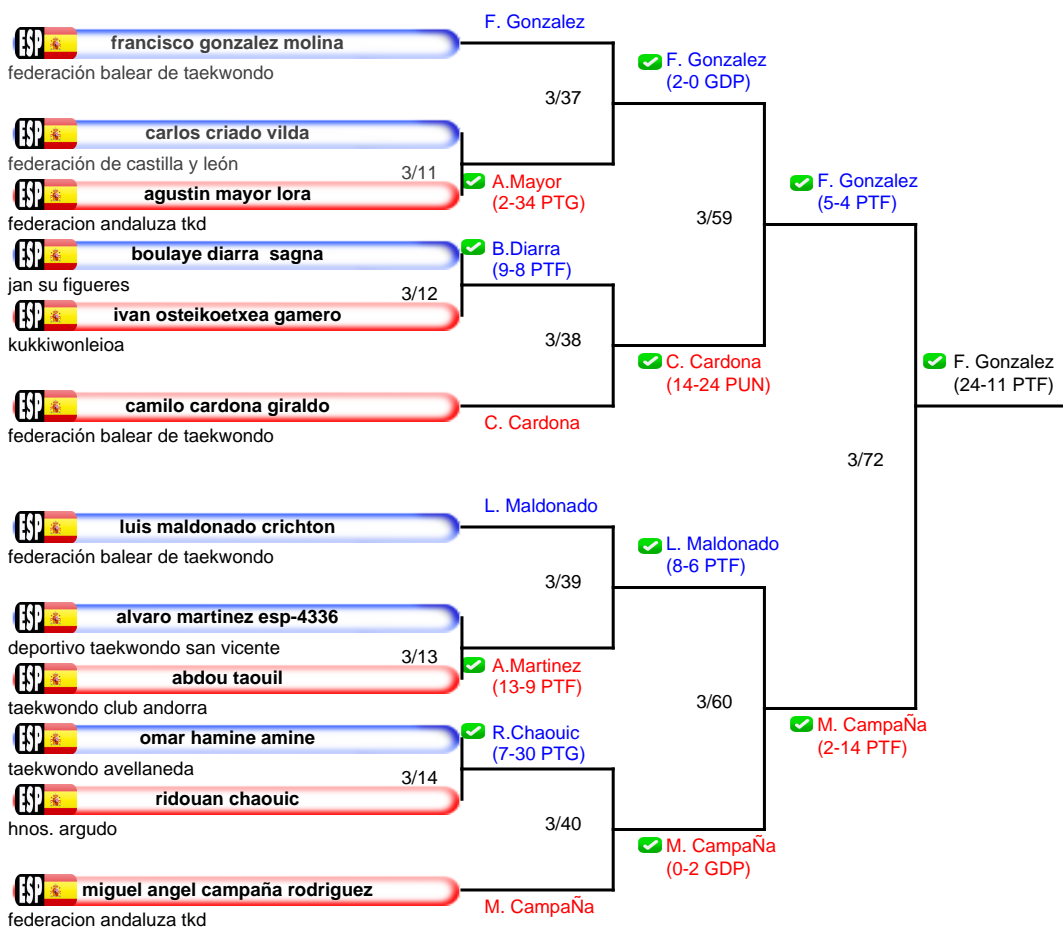 F. Gonzalez
ESP francisco gonzalez molina
federación balear de taekwondo
F. Gonzalez
(2-0 GDP)
3/37
ESP carlos criado vilda
federación de castilla y león
3/11
A.Mayor
(2-34 PTG)
ESP agustin mayor lora
federacion andaluza tkd
F. Gonzalez
(5-4 PTF)
3/59
ESP boulaye diarra sagna
jan su figueres
B.Diarra
(9-8 PTF)
3/12
ESP ivan osteikoetxea gamero
kukkiwonleioa
3/38
C. Cardona
(14-24 PUN)
F. Gonzalez
(24-11 PTF)
ESP camilo cardona giraldo
federación balear de taekwondo
C. Cardona
3/72
L. Maldonado
ESP luis maldonado crichton
federación balear de taekwondo
L. Maldonado
(8-6 PTF)
3/39
ESP alvaro martinez esp-4336
deportivo taekwondo san vicente
3/13
A.Martinez
(13-9 PTF)
ESP abdou taouil
taekwondo club andorra
3/60
M. CampaÑa
(2-14 PTF)
ESP omar hamine amine
taekwondo avellaneda
R.Chaouic
(7-30 PTG)
3/14
ESP ridouan chaouic
hnos. argudo
3/40
M. CampaÑa
(0-2 GDP)
ESP miguel angel campaña rodriguez
federacion andaluza tkd
M. CampaÑa